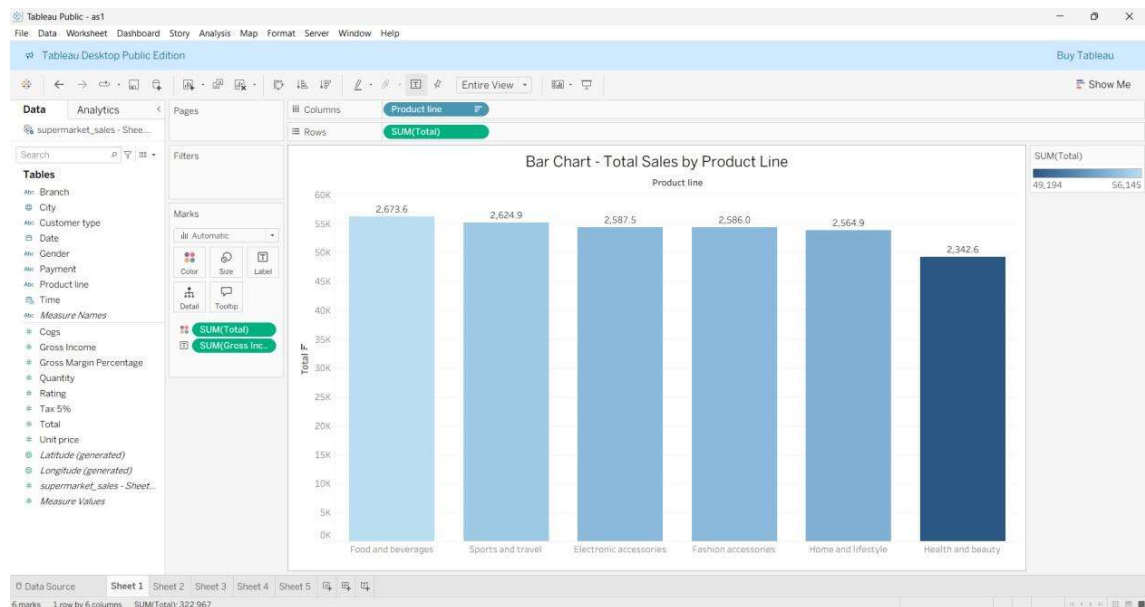 Tableau Public - as1
File Data Worksheet Dashboard Story Analysis Map Format Server Window Help
Tableau Desktop Public Edition
Buy Tableau
Entire View
Show Me
Data
Analytics
Pages
Columns
Product line
supermarket_sales - Shee...
Rows
SUM(Total)
Search
Filters
Tables
Abc Branch
City
Abc Customer type
Date
Abc Gender
Abc Payment
Abc Product line
Time
Abc Measure Names
Cogs
Gross Income
Gross Margin Percentage
Quantity
Rating
Tax 5%
Total
Unit price
Latitude (generated)
Longitude (generated)
supermarket_sales - Sheet...
Measure Values
Marks
Automatic
Color Size Label
Detail Tooltip
SUM(Total)
SUM(Gross Inc..
Bar Chart - Total Sales by Product Line
Product line
60K
55K
50K
45K
40K
35K
30K
25K
20K
15K
10K
5K
0K
Total
2,673.6
2,624.9
2,587.5
2,586.0
2,564.9
2,342.6
Food and beverages
Sports and travel
Electronic accessories
Fashion accessories
Home and lifestyle
Health and beauty
SUM(Total)
49,194 56,145
Data Source Sheet 1 Sheet 2 Sheet 3 Sheet 4 Sheet 5
6 marks 1 row by 6 columns SUM(Total): 322,967